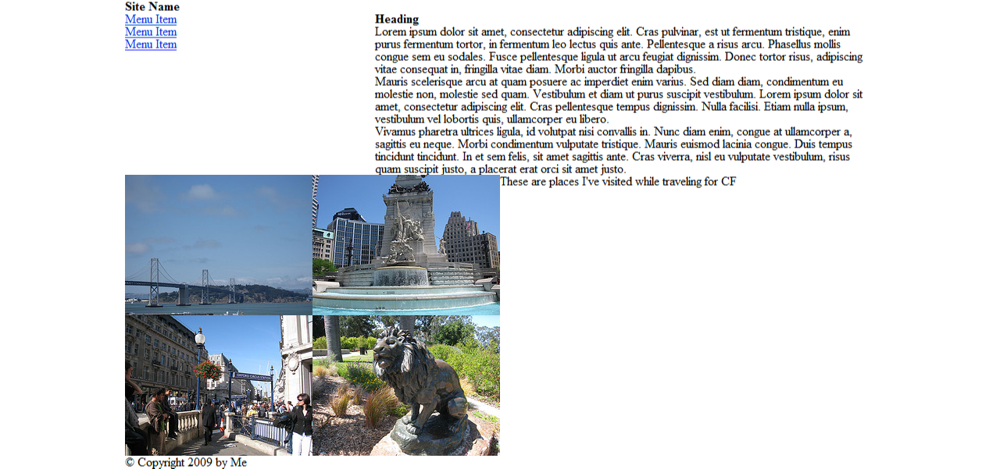 Site Name
Menu Item
Menu Item
Menu Item
Heading
Lorem ipsum dolor sit amet, consectetur adipiscing elit. Cras pulvinar, est ut fermentum tristique, enim
purus fermentum tortor, in fermentum leo lectus quis ante. Pellentesque a risus arcu. Phasellus mollis
congue sem eu sodales. Fusce pellentesque ligula ut arcu feugiat dignissim. Donec tortor risus, adipiscing
vitae consequat in, fringilla vitae diam. Morbi auctor fringilla dapibus.
Mauris scelerisque arcu at quam posuere ac imperdiet enim varius. Sed diam diam, condimentum eu
molestie non, molestie sed quam. Vestibulum et diam ut purus suscipit vestibulum. Lorem ipsum dolor sit
amet, consectetur adipiscing elit. Cras pellentesque tempus dignissim. Nulla facilisi. Etiam nulla ipsum,
vestibulum vel lobortis quis, ullamcorper eu libero.
Vivamus pharetra ultrices ligula, id volutpat nisi convallis in. Nunc diam enim, congue at ullamcorper a,
sagittis eu neque. Morbi condimentum vulputate tristique. Mauris euismod lacinia congue. Duis tempus
tincidunt tincidunt. In et sem felis, sit amet sagittis ante. Cras viverra, nisl eu vulputate vestibulum, risus
quam suscipit justo, a placerat erat orci sit amet justo.
These are places I've visited while traveling for CF
OXFORD CIRCUS STATION
© Copyright 2009 by Me